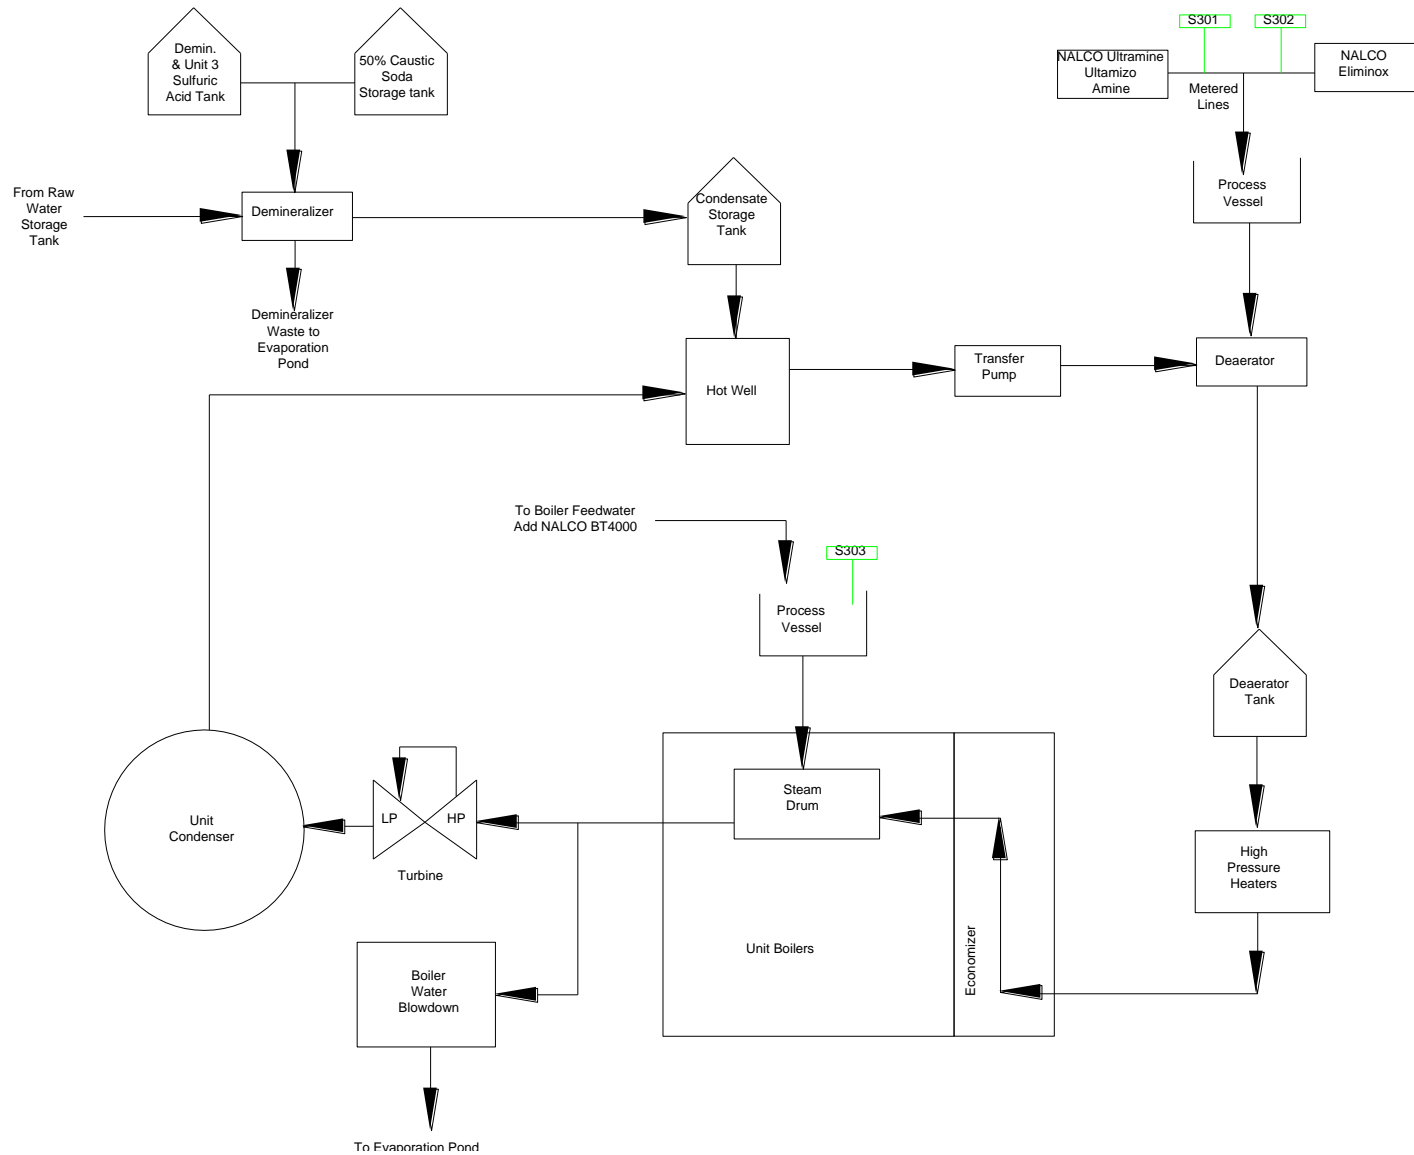 S301
S302
Demin.
& Unit 3
Sulfuric
Acid Tank
50% Caustic
Soda
Storage tank
NALCO Ultramine
Ultamizo
Amine
Metered
Lines
NALCO
Eliminox
From Raw
Water
Storage
Tank
Demineralizer
Condensate
Storage
Tank
Process
Vessel
Demineralizer
Waste to
Evaporation
Pond
Hot Well
Transfer
Pump
Deaerator
To Boiler Feedwater
Add NALCO BT4000
S303
Process
Vessel
Deaerator
Tank
Steam
Drum
Unit
Condenser
LP
HP
Turbine
High
Pressure
Heaters
Unit Boilers
Economizer
Boiler
Water
Blowdown
To Evaporation Pond